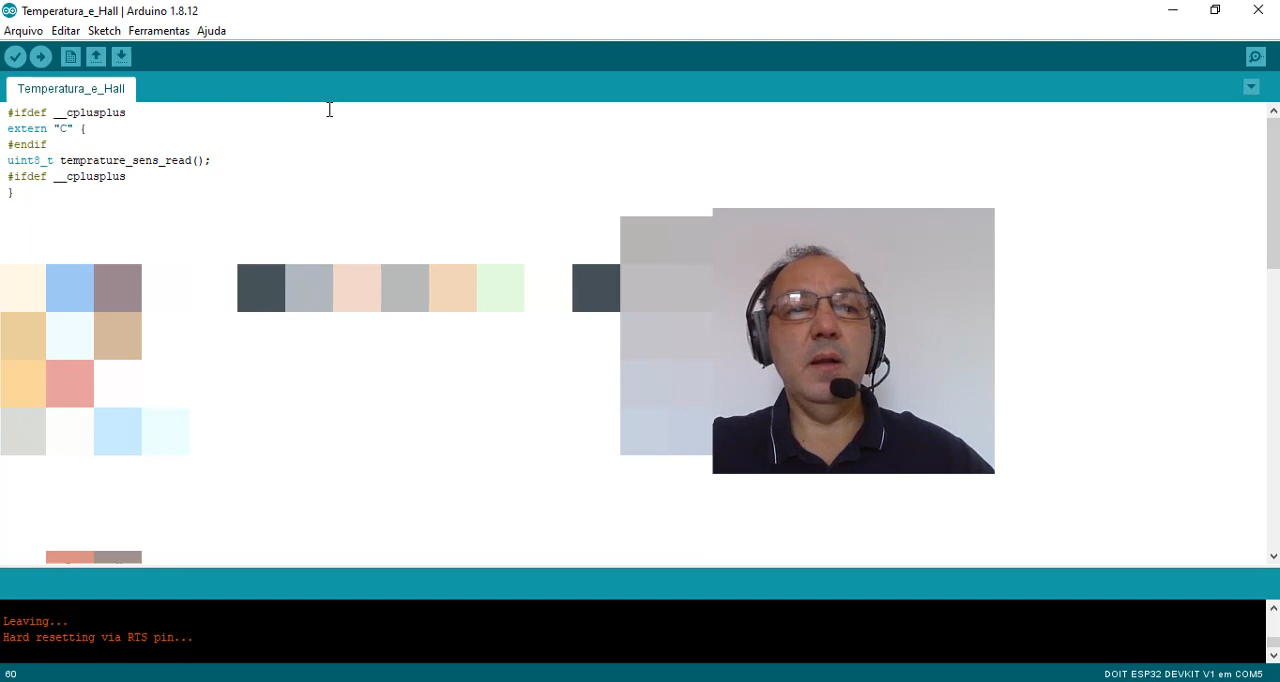 Temperatura_e_Hall | Arduino 1.8.12
Arquivo Editar Sketch Ferramentas Ajuda
Temperatura_e_Hall
#ifdef __cplusplus
extern "C" {
#endif
uint8_t temprature_sens_read();
#ifdef __cplusplus
}
Leaving...
Hard resetting via RTS pin...
60
DOIT ESP32 DEVKIT V1 em COM5